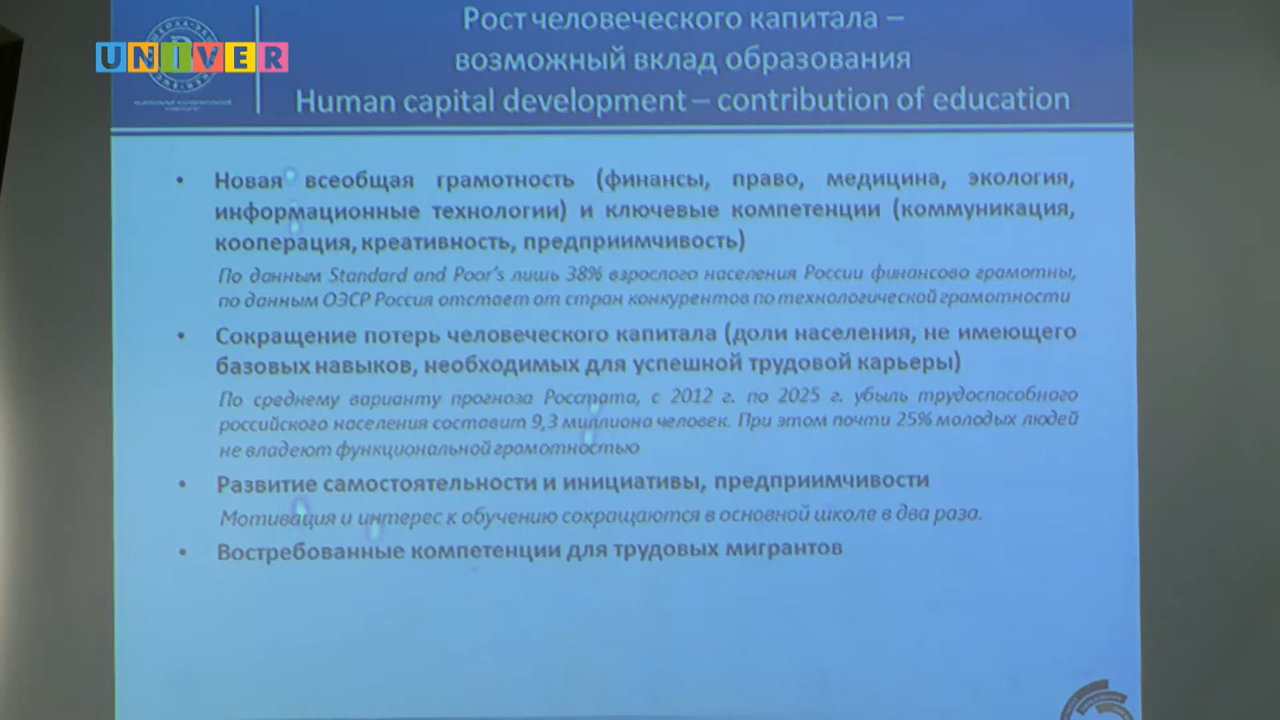 UNIVER
Рост человеческого капитала –
возможный вклад образования
Human capital development – contribution of education
• Новая всеобщая грамотность (финансы, право, медицина, экология,
информационные технологии) и ключевые компетенции (коммуникация,
кооперация, креативность, предприимчивость)
По данным Standard and Poor's лишь 38% взрослого населения России финансово грамотны,
по данным ОЭСР Россия отстает от стран конкурентов по технологической грамотности
• Сокращение потерь человеческого капитала (доли населения, не имеющего
базовых навыков, необходимых для успешной трудовой карьеры)
По среднему варианту прогноза Росстата, с 2012 г. по 2025 г. убыль трудоспособного
российского населения составит 9,3 миллиона человек. При этом почти 25% молодых людей
не владеют функциональной грамотностью
• Развитие самостоятельности и инициативы, предприимчивости
Мотивация и интерес к обучению сокращаются в основной школе в два раза.
• Востребованные компетенции для трудовых мигрантов